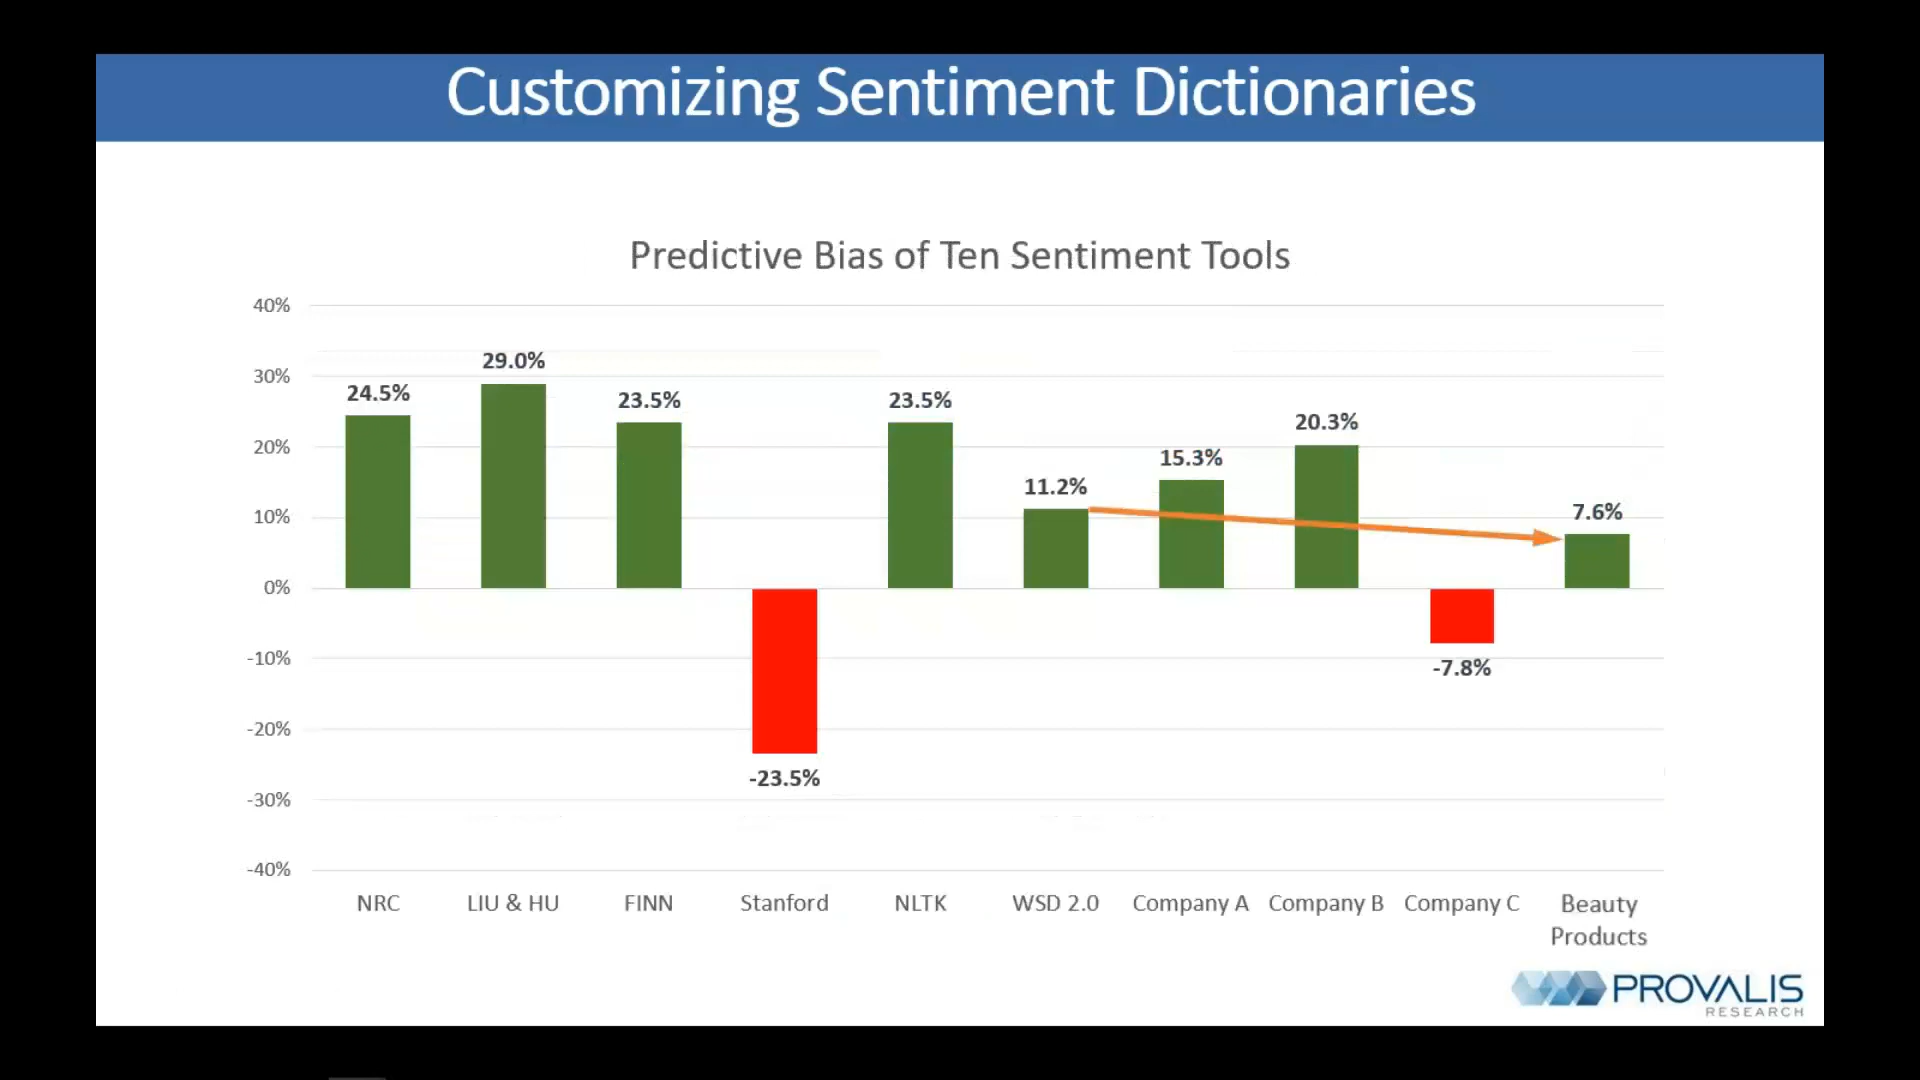 Customizing Sentiment Dictionaries
Predictive Bias of Ten Sentiment Tools
40%
30%
20%
10%
0%
-10%
-20%
-30%
-40%
24.5%
29.0%
23.5%
-23.5%
23.5%
11.2%
15.3%
20.3%
-7.8%
7.6%
NRC
LIU & HU
FINN
Stanford
NLTK
WSD 2.0
Company A
Company B
Company C
Beauty
Products
PROVALIS
RESEARCH